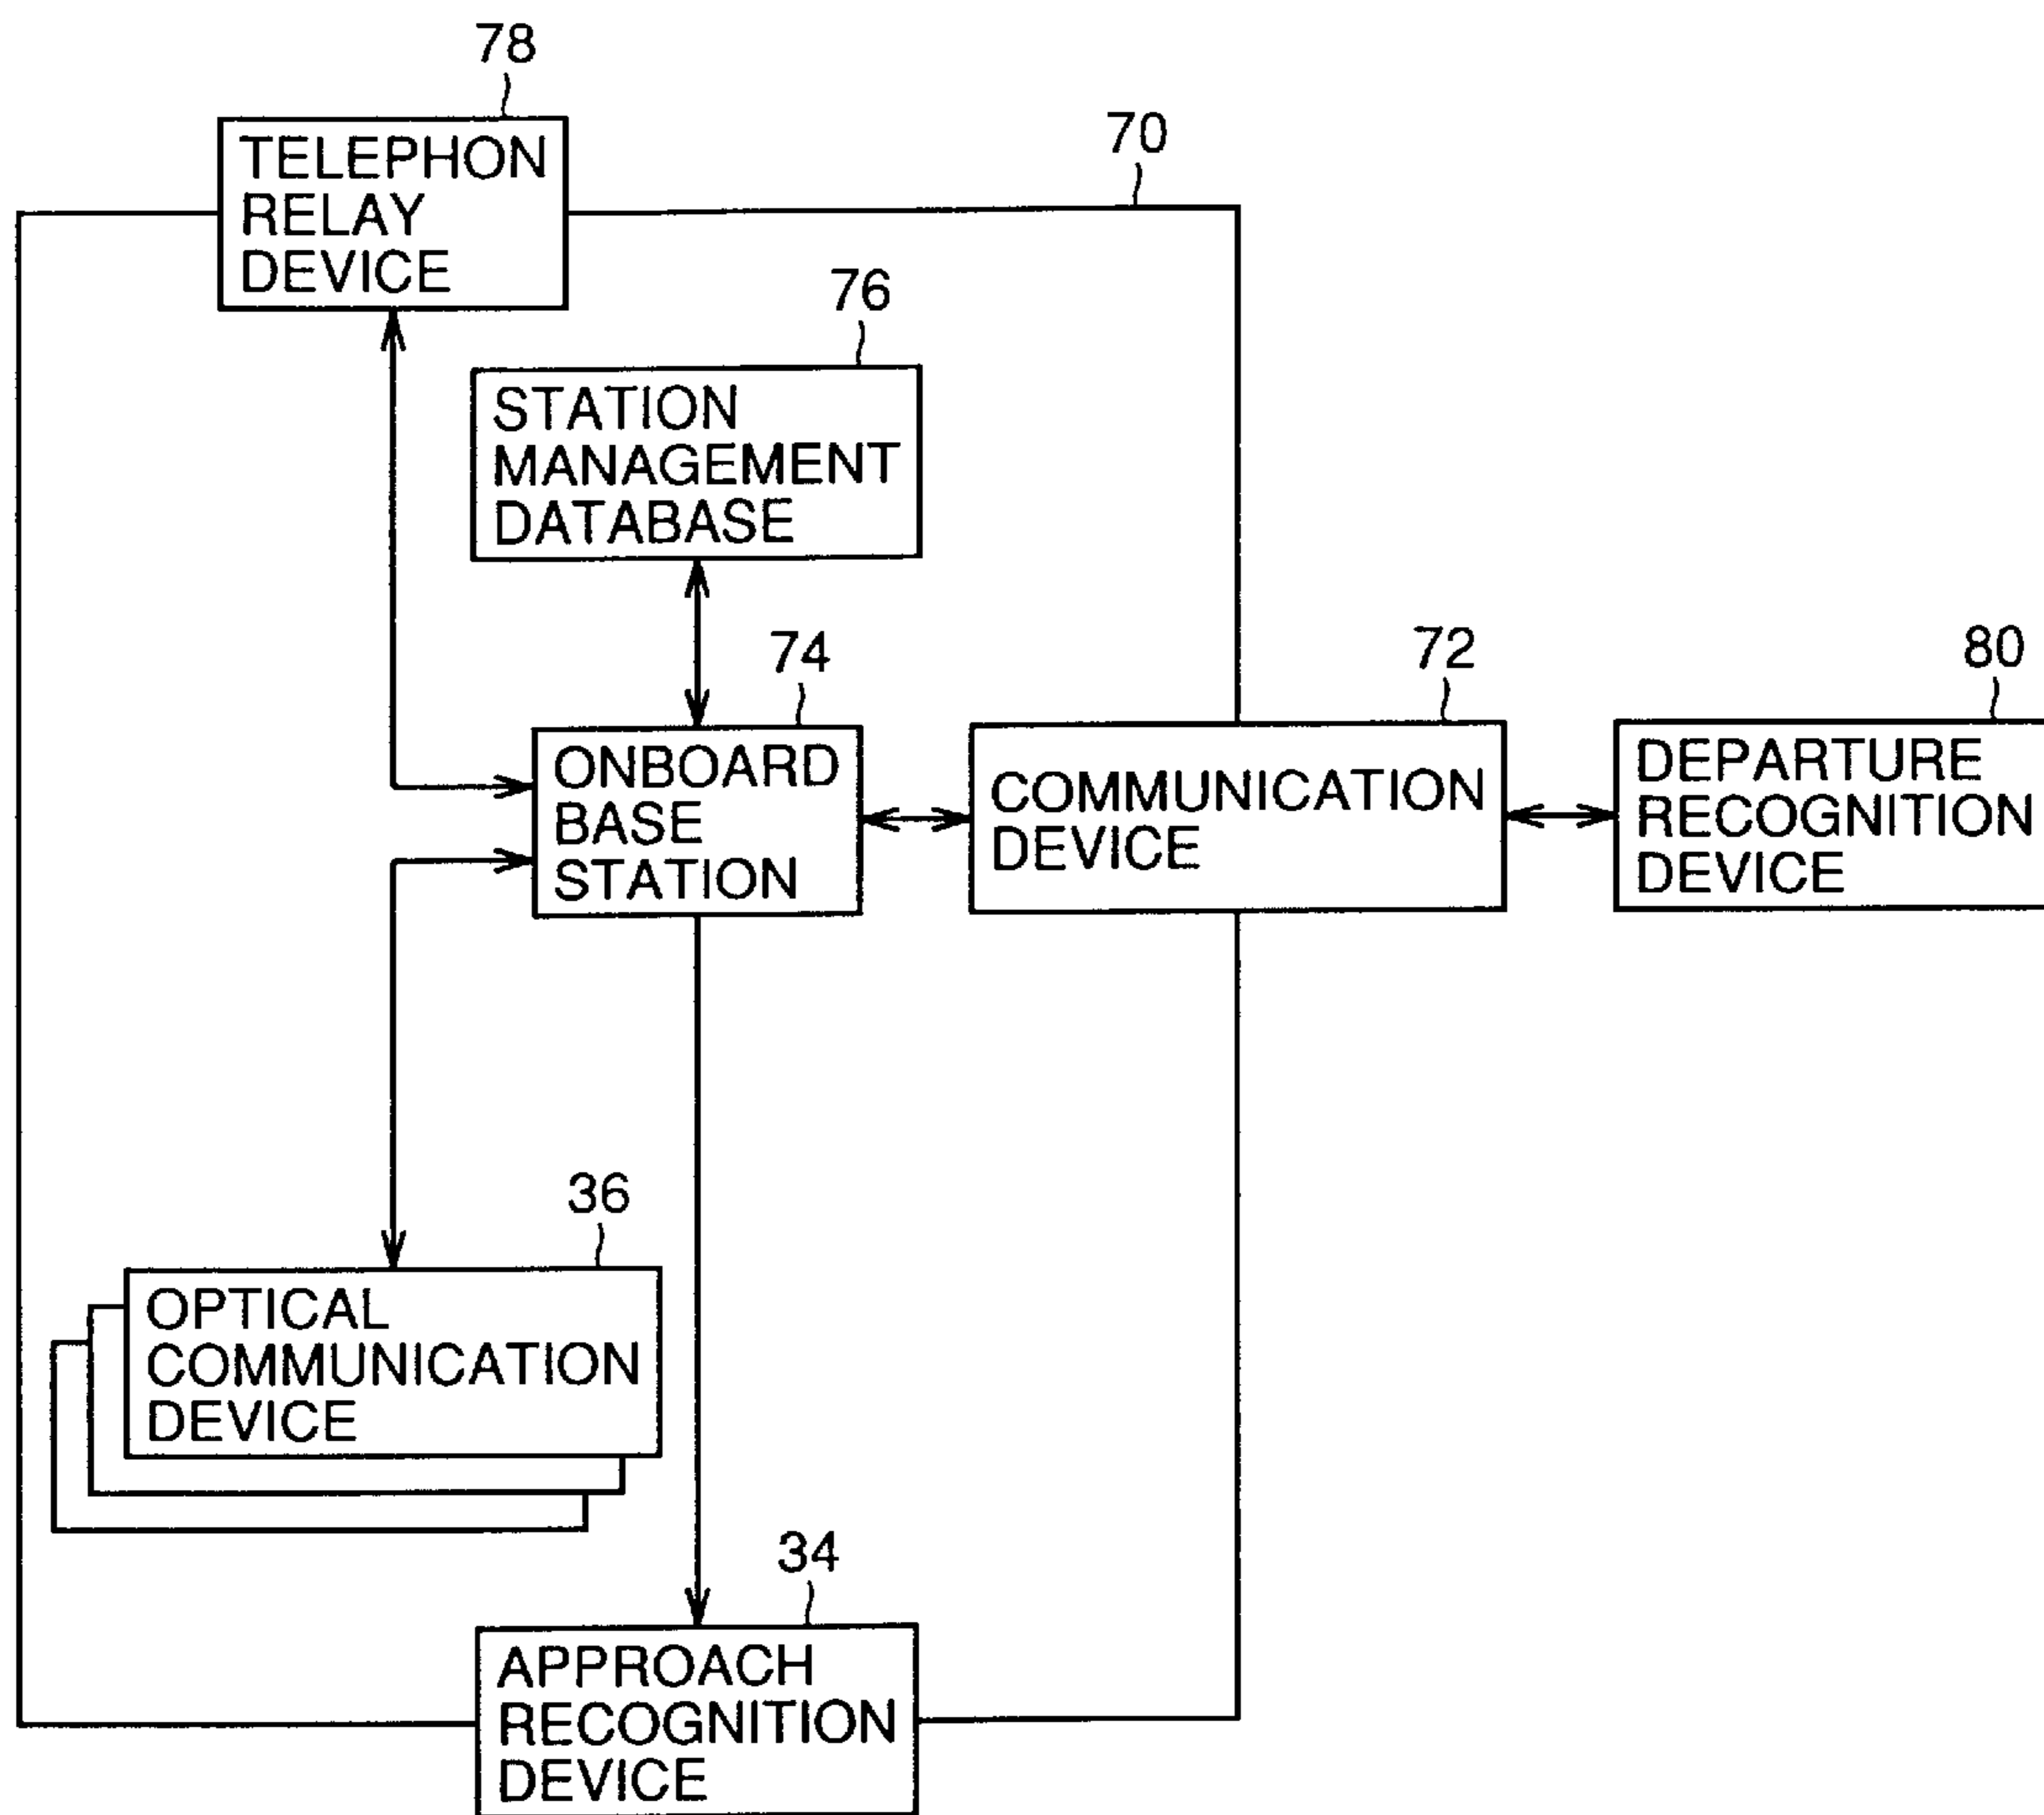 78
TELEPHON
RELAY
DEVICE
70
76
STATION
MANAGEMENT
DATABASE
74
ONBOARD
BASE
STATION
72
COMMUNICATION
DEVICE
80
DEPARTURE
RECOGNITION
DEVICE
36
OPTICAL
COMMUNICATION
DEVICE
34
APPROACH
RECOGNITION
DEVICE